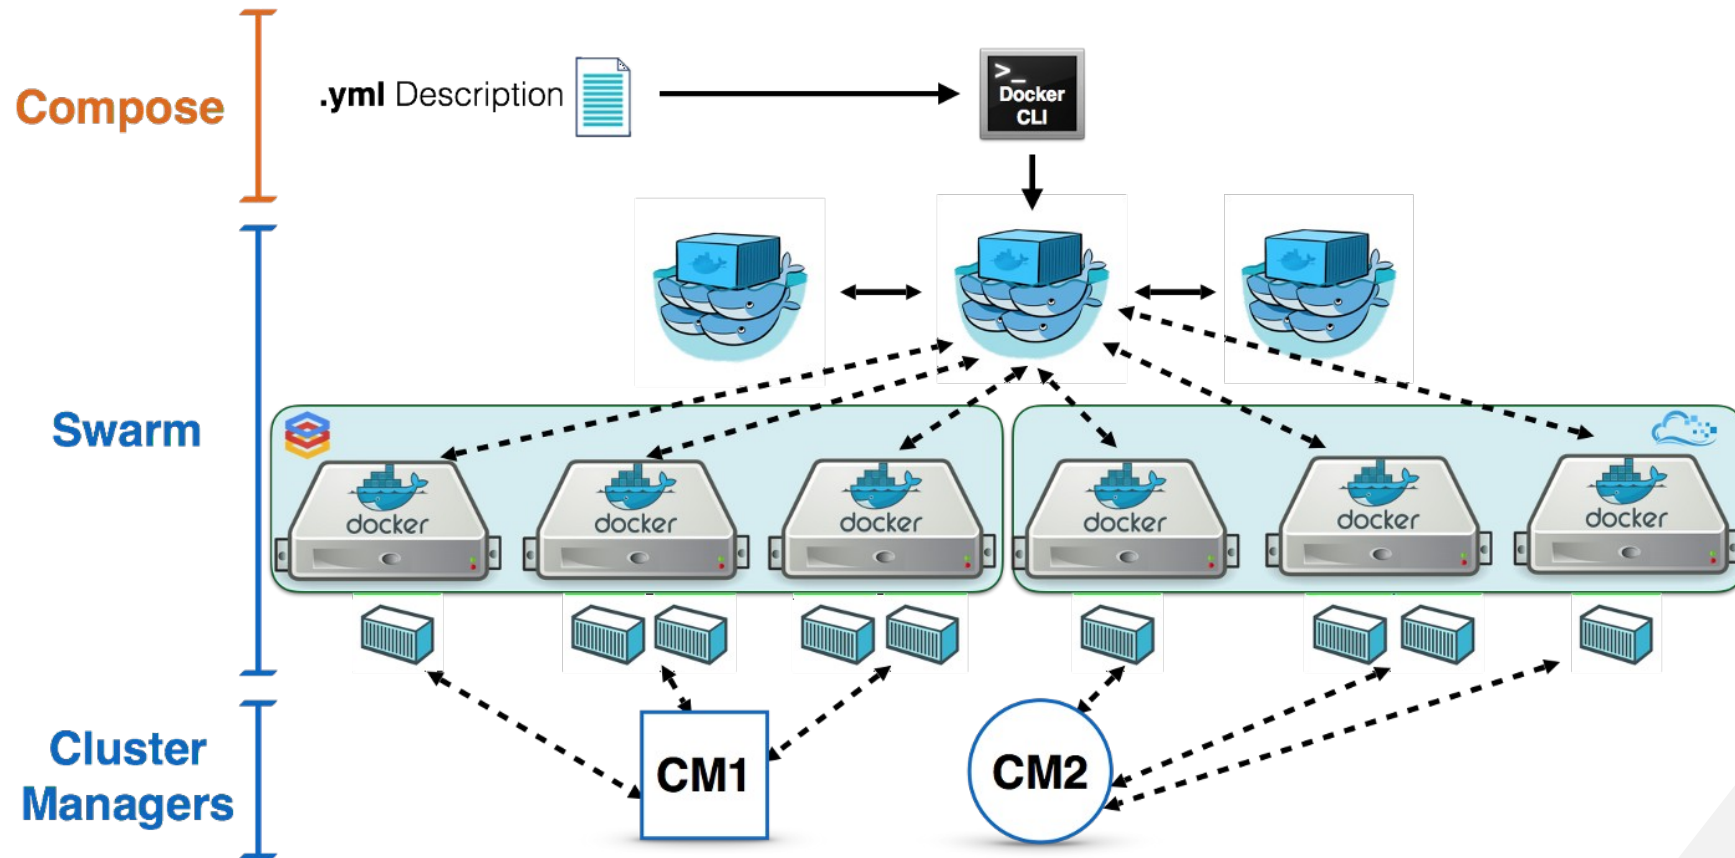 Compose
.yml Description
>_
Docker
CLI
Swarm
docker
docker
docker
docker
docker
docker
Cluster
Managers
CM1
CM2